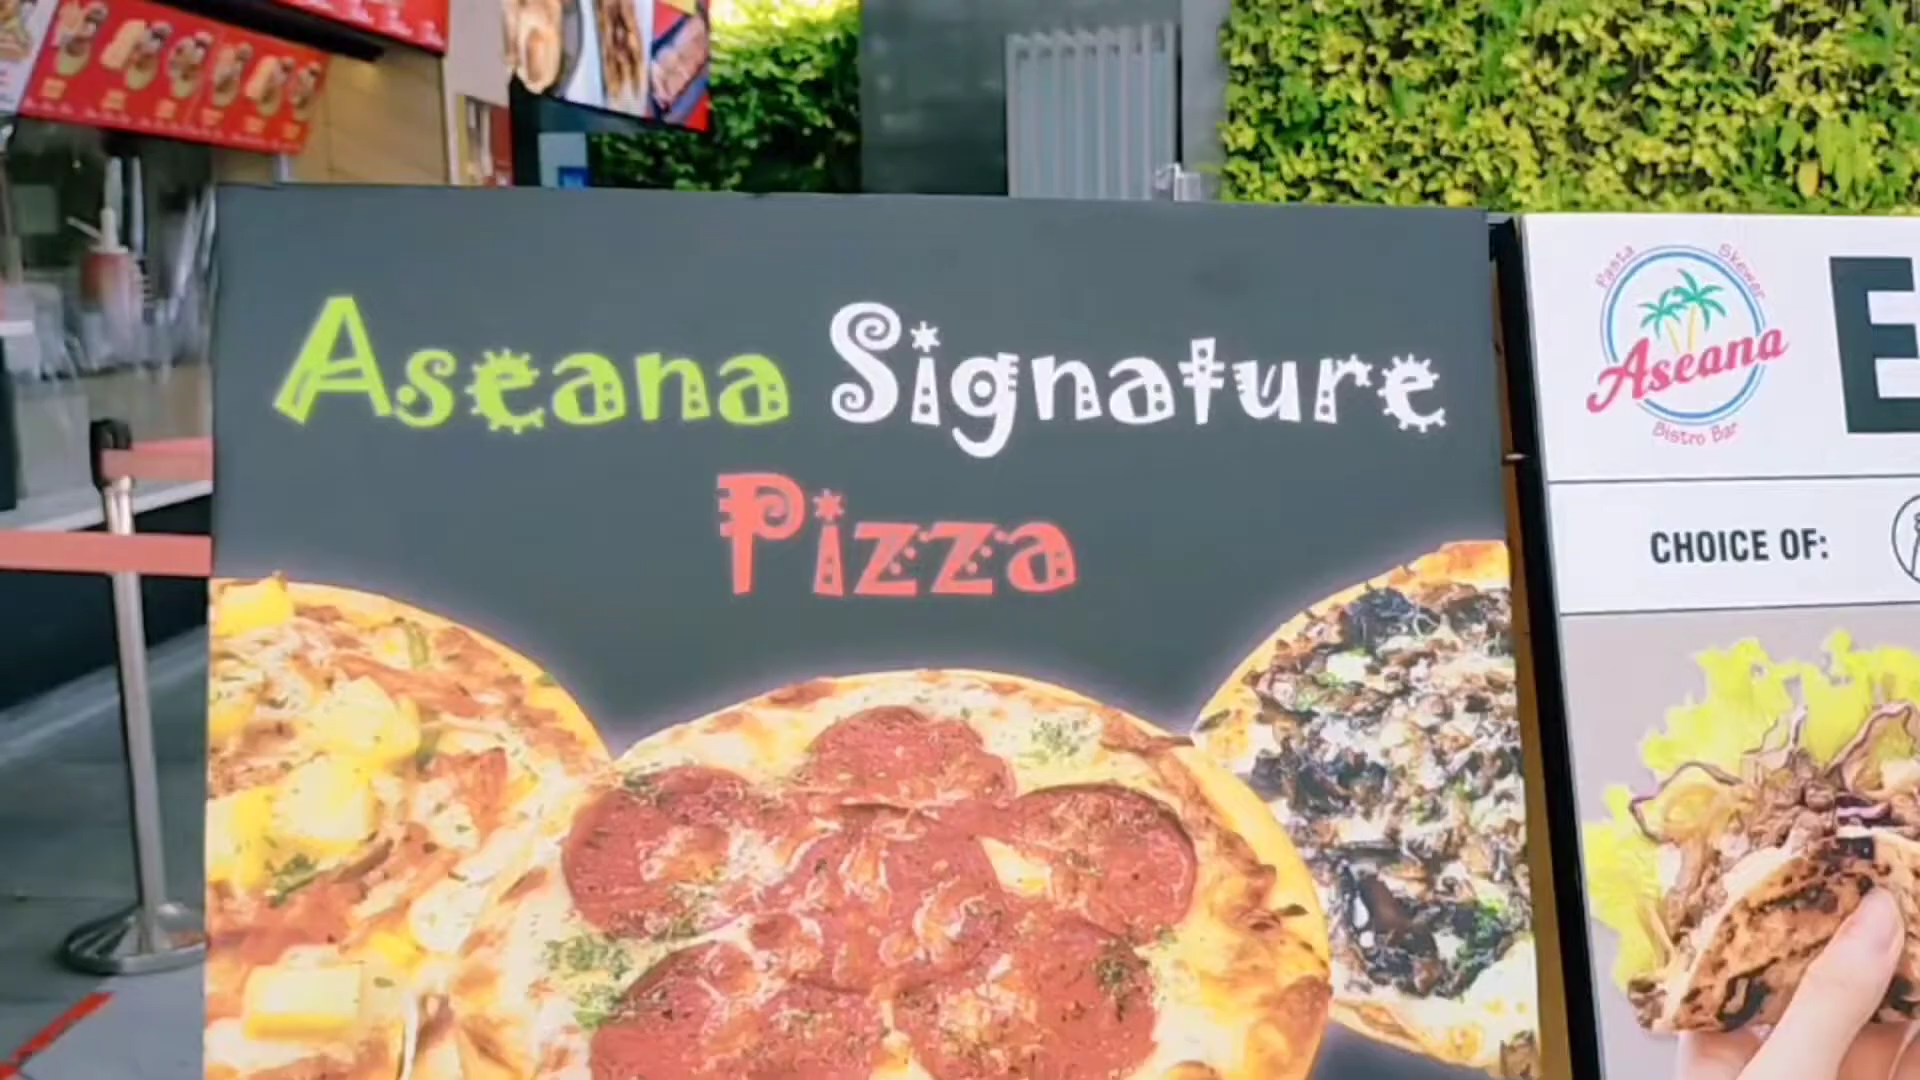 Aseana Signature
Pizza
Pasta
Skewer
Aseana
Bistro Bar
CHOICE OF: